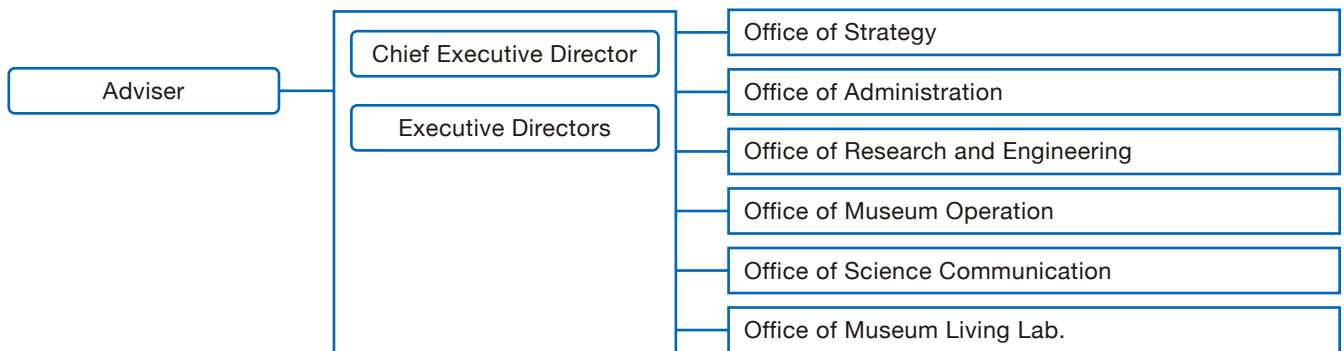 Adviser
Chief Executive Director
Executive Directors
Office of Strategy
Office of Administration
Office of Research and Engineering
Office of Museum Operation
Office of Science Communication
Office of Museum Living Lab.